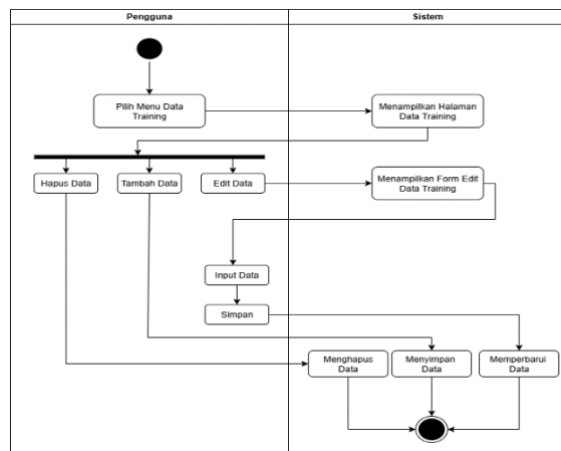 Pengguna
Sistem
Pilih Menu Data
Training
Menampilkan Halaman
Data Training
Hapus Data
Tambah Data
Edit Data
Menampilkan Form Edit
Data Training
Input Data
Simpan
Menghapus
Data
Menyimpan
Data
Memperbarui
Data